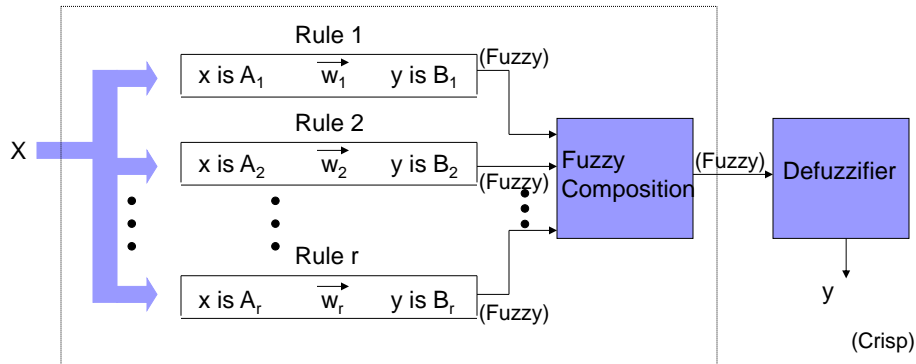 Rule 1
x is A₁ w₁ y is B₁
(Fuzzy)
Rule 2
X
x is A₂ w₂ y is B₂
(Fuzzy)
Fuzzy
Composition
(Fuzzy)
Defuzzifier
Rule r
x is Aᵣ wᵣ y is Bᵣ
(Fuzzy)
y
(Crisp)